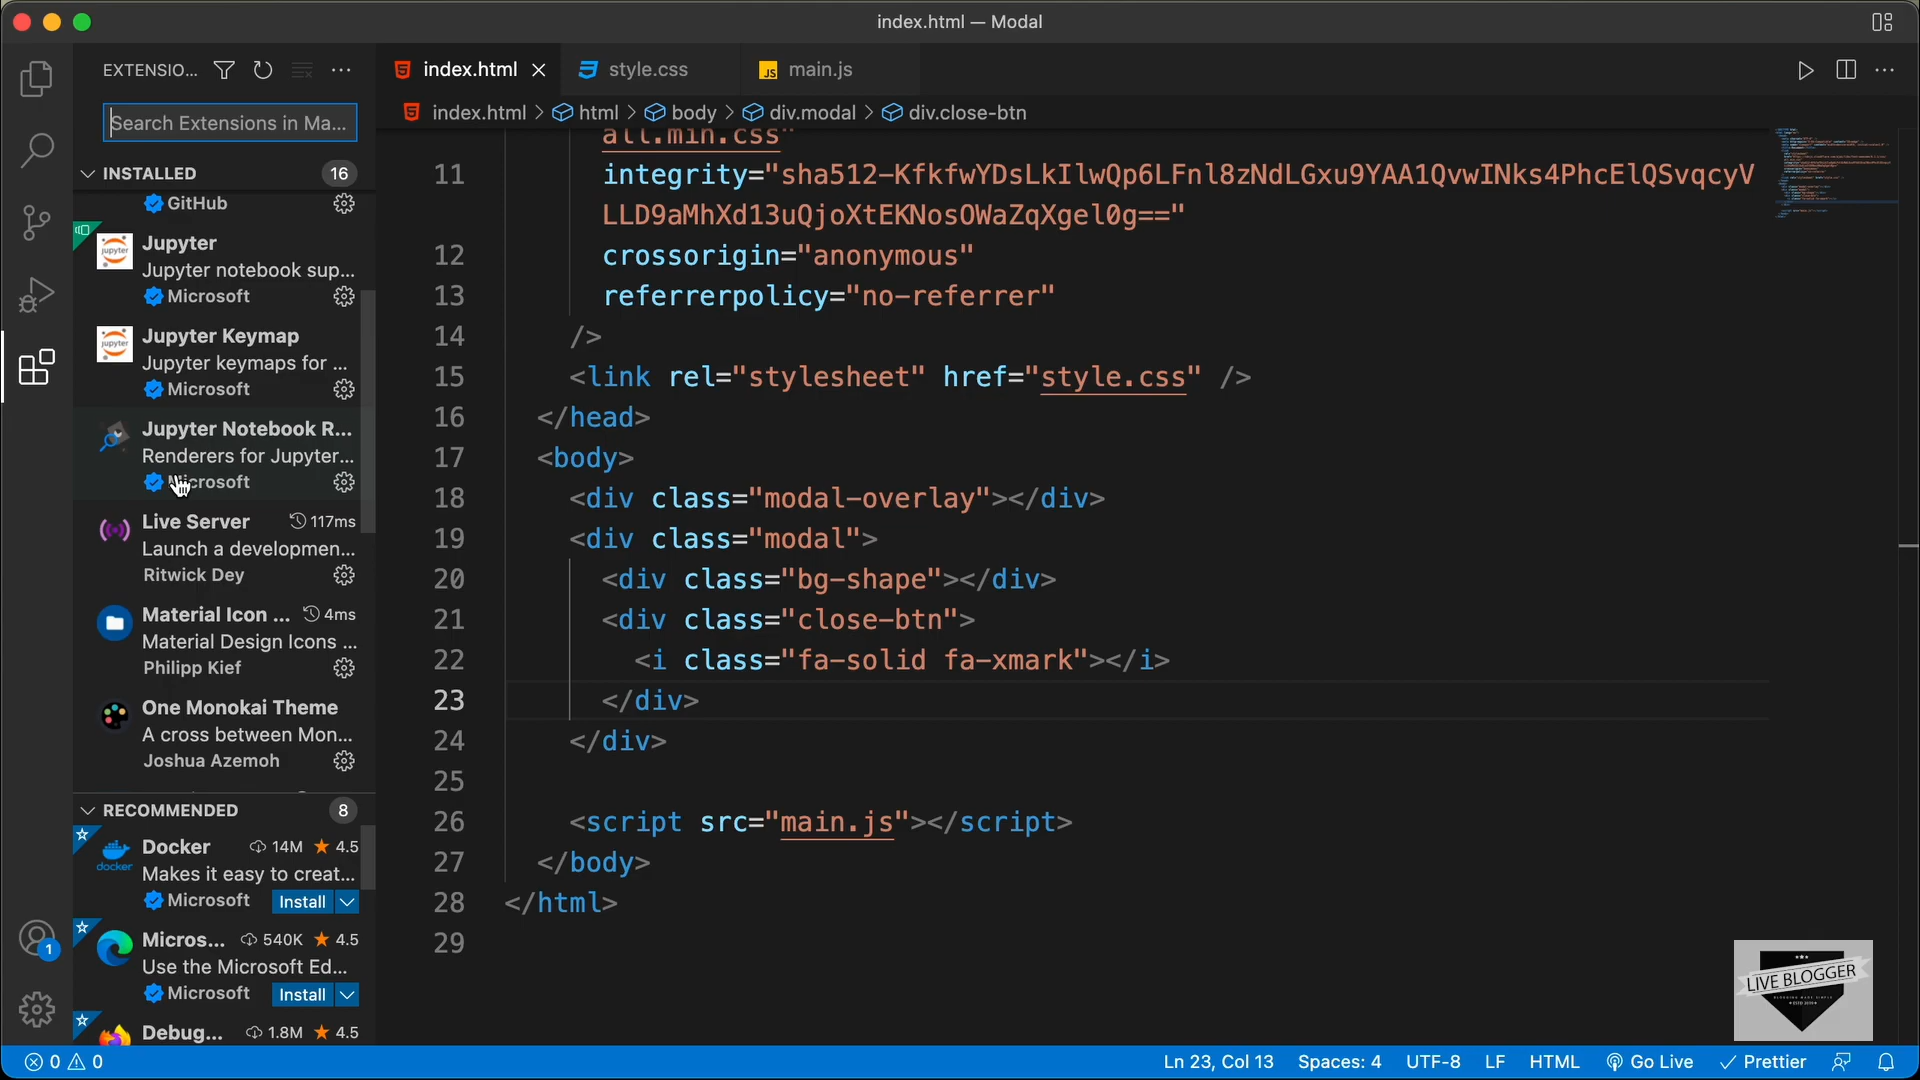 index.html — Modal
EXTENSIO...
index.html
style.css
JS main.js
index.html > html > body > div.modal > div.close-btn
Search Extensions in Ma...
INSTALLED 16
GitHub
Jupyter
Jupyter notebook sup...
Microsoft
Jupyter Keymap
Jupyter keymaps for ...
Microsoft
Jupyter Notebook R...
Renderers for Jupyter...
Microsoft
Live Server 117ms
Launch a developmen...
Ritwick Dey
Material Icon ... 4ms
Material Design Icons ...
Philipp Kief
One Monokai Theme
A cross between Mon...
Joshua Azemoh
RECOMMENDED 8
Docker 14M 4.5
Makes it easy to creat...
Microsoft Install
Micros... 540K 4.5
Use the Microsoft Ed...
Microsoft Install
Debug... 1.8M 4.5
all.min.css"
11 integrity="sha512-KfkfwYDsLkIlwQp6LFnl8zNdLGxu9YAA1QvwINks4PhcElQSvqcyV
LLD9aMhXd13uQjoXtEKNosOWaZqXgel0g=="
12 crossorigin="anonymous"
13 referrerpolicy="no-referrer"
14 />
15 <link rel="stylesheet" href="style.css" />
16 </head>
17 <body>
18 <div class="modal-overlay"></div>
19 <div class="modal">
20 <div class="bg-shape"></div>
21 <div class="close-btn">
22 <i class="fa-solid fa-xmark"></i>
23 </div>
24 </div>
25
26 <script src="main.js"></script>
27 </body>
28 </html>
29
LIVE BLOGGER
BLOGGING MADE SIMPLE
1
0 0
Ln 23, Col 13 Spaces: 4 UTF-8 LF HTML Go Live Prettier